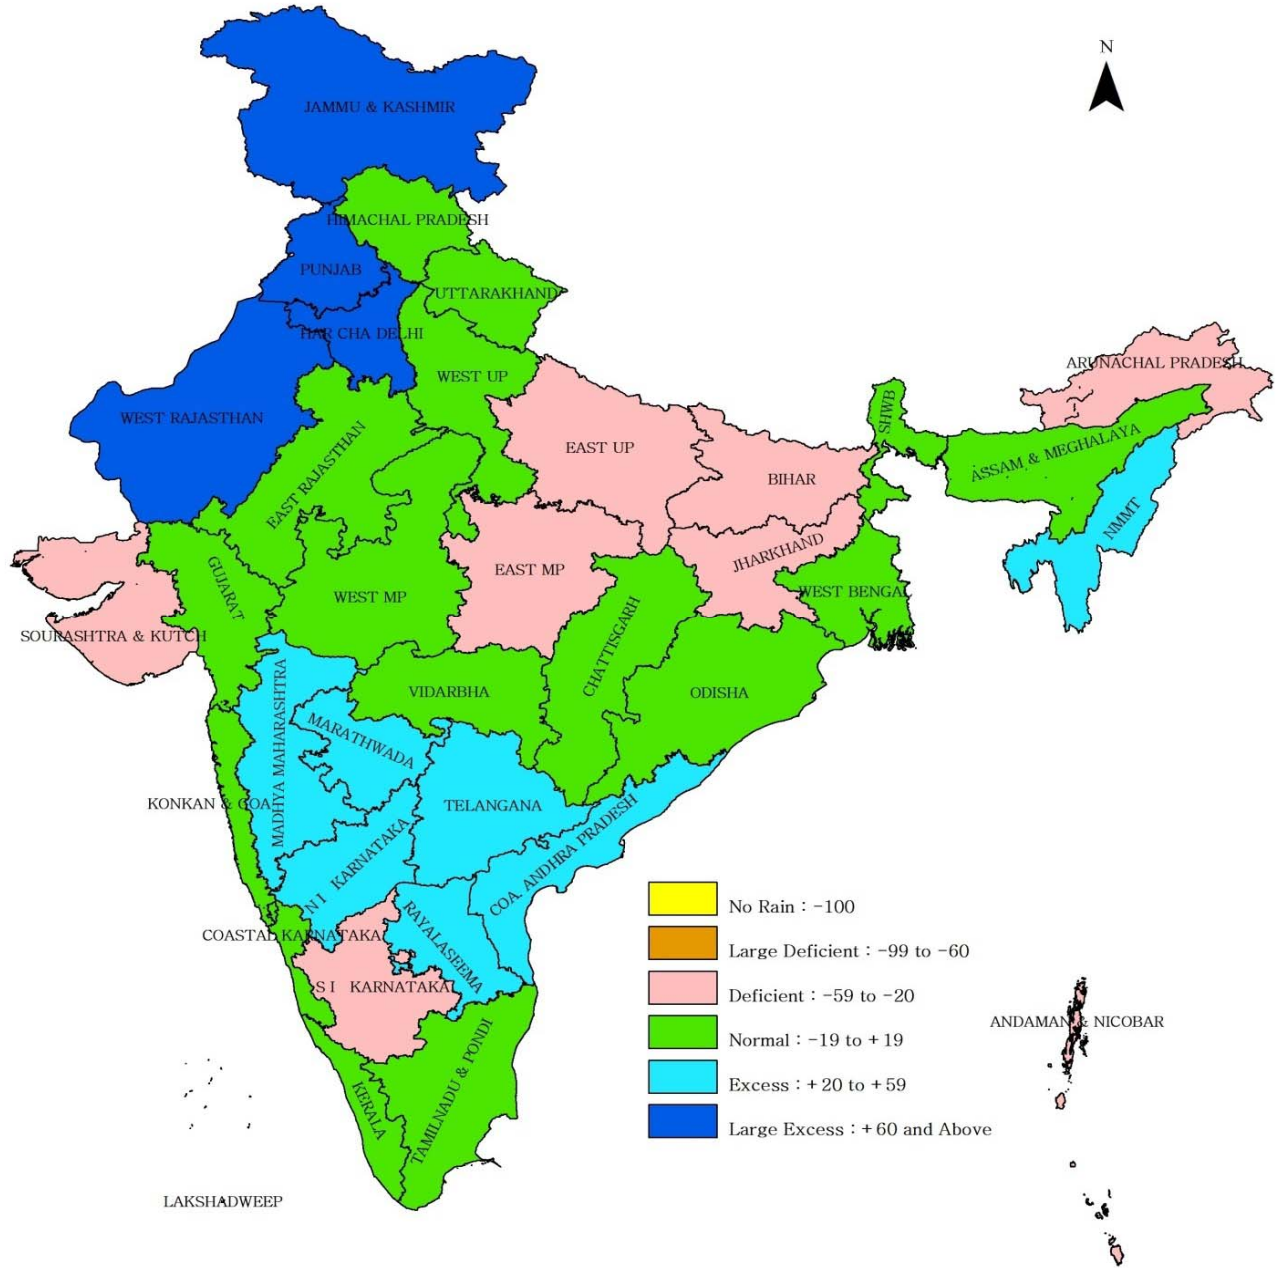 N
JAMMU & KASHMIR
HIMACHAL PRADESH
PUNJAB
UTTARAKHAND
HAR CHA DELHI
WEST UP
ARUNACHAL PRADESH
WEST RAJASTHAN
SHWB
EAST RAJASTHAN
EAST UP
BIHAR
ASSAM & MEGHALAYA
NMMT
JHARKHAND
EAST MP
GUJARAT
WEST MP
WEST BENGAL
SOURASHTRA & KUTCH
CHATTISGARH
VIDARBHA
ODISHA
MADHYA MAHARASHTRA
MARATHWADA
KONKAN & GOA
TELANGANA
N I KARNATAKA
COA. ANDHRA PRADESH
COASTAL KARNATAKA
RAYALASEEMA
S I KARNATAKA
No Rain : -100
Large Deficient : -99 to -60
Deficient : -59 to -20
Normal : -19 to +19
Excess : +20 to +59
Large Excess : +60 and Above
ANDAMAN & NICOBAR
KERALA
TAMILNADU & PONDI
LAKSHADWEEP